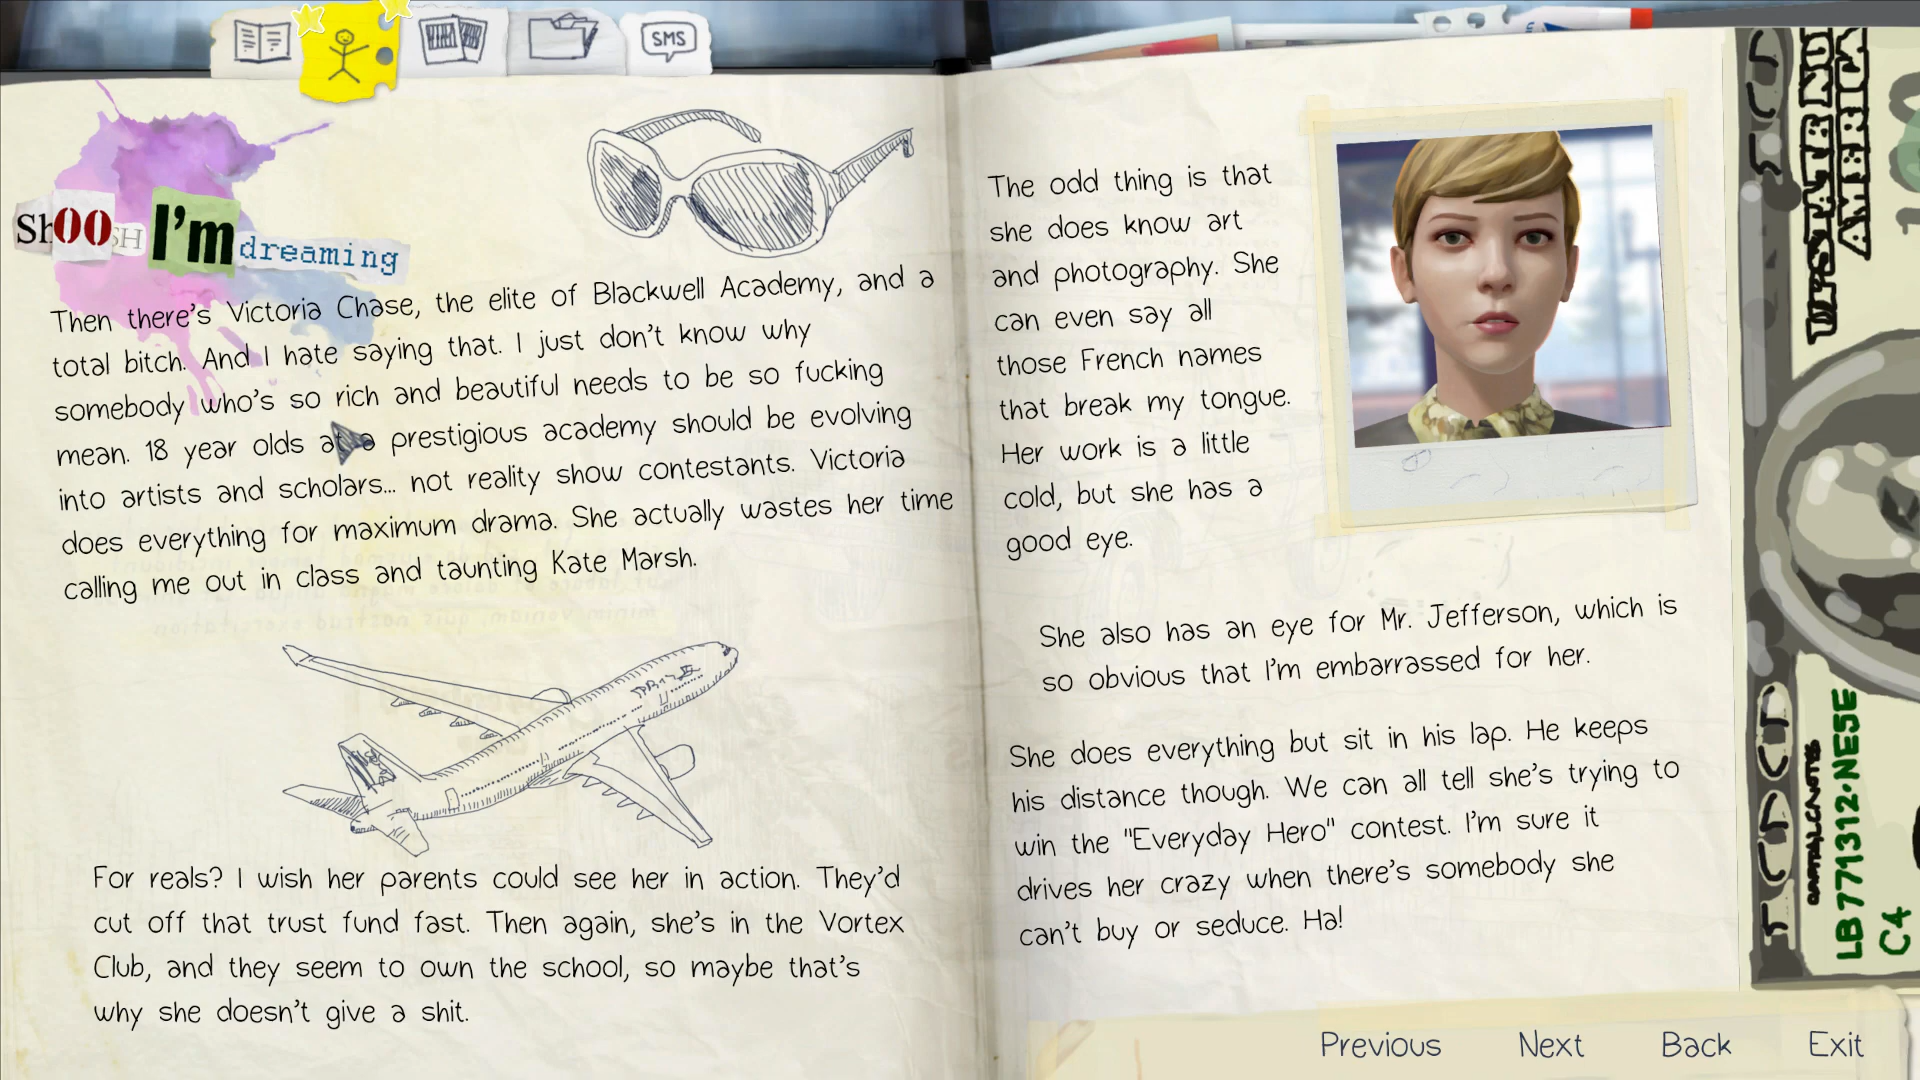 SMS
ShOOSH I'm dreaming
Then there's Victoria Chase, the elite of Blackwell Academy, and a
total bitch. And I hate saying that. I just don't know why
somebody who's so rich and beautiful needs to be so fucking
mean. 18 year olds at a prestigious academy should be evolving
into artists and scholars... not reality show contestants. Victoria
does everything for maximum drama. She actually wastes her time
calling me out in class and taunting Kate Marsh.
For reals? I wish her parents could see her in action. They'd
cut off that trust fund fast. Then again, she's in the Vortex
Club, and they seem to own the school, so maybe that's
why she doesn't give a shit.
The odd thing is that
she does know art
and photography. She
can even say all
those French names
that break my tongue.
Her work is a little
cold, but she has a
good eye.
She also has an eye for Mr. Jefferson, which is
so obvious that I'm embarrassed for her.
She does everything but sit in his lap. He keeps
his distance though. We can all tell she's trying to
win the "Everyday Hero" contest. I'm sure it
drives her crazy when there's somebody she
can't buy or seduce. Ha!
AMERICA
LB771312·NE5E
C4
Previous Next Back Exit